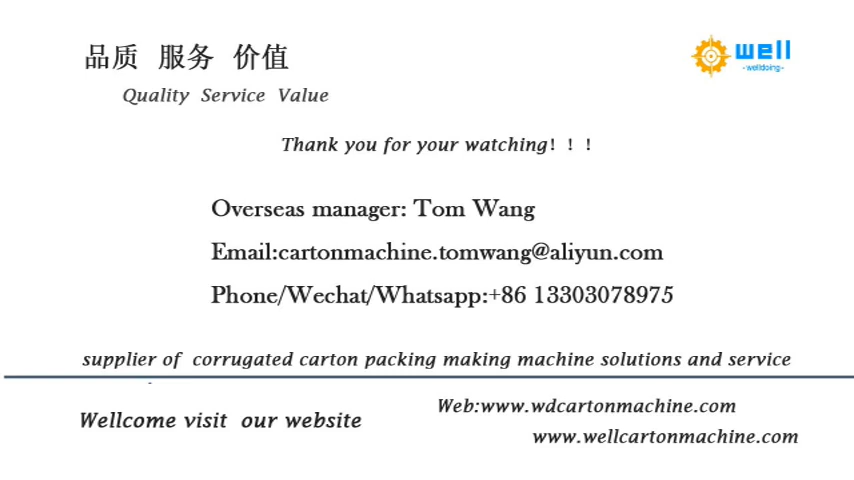 品质 服务 价值
well
-welldoing-
Quality Service Value
Thank you for your watching! ! !
Overseas manager: Tom Wang
Email:cartonmachine.tomwang@aliyun.com
Phone/Wechat/Whatsapp:+86 13303078975
supplier of corrugated carton packing making machine solutions and service
Wellcome visit our website
Web:www.wdcartonmachine.com
www.wellcartonmachine.com